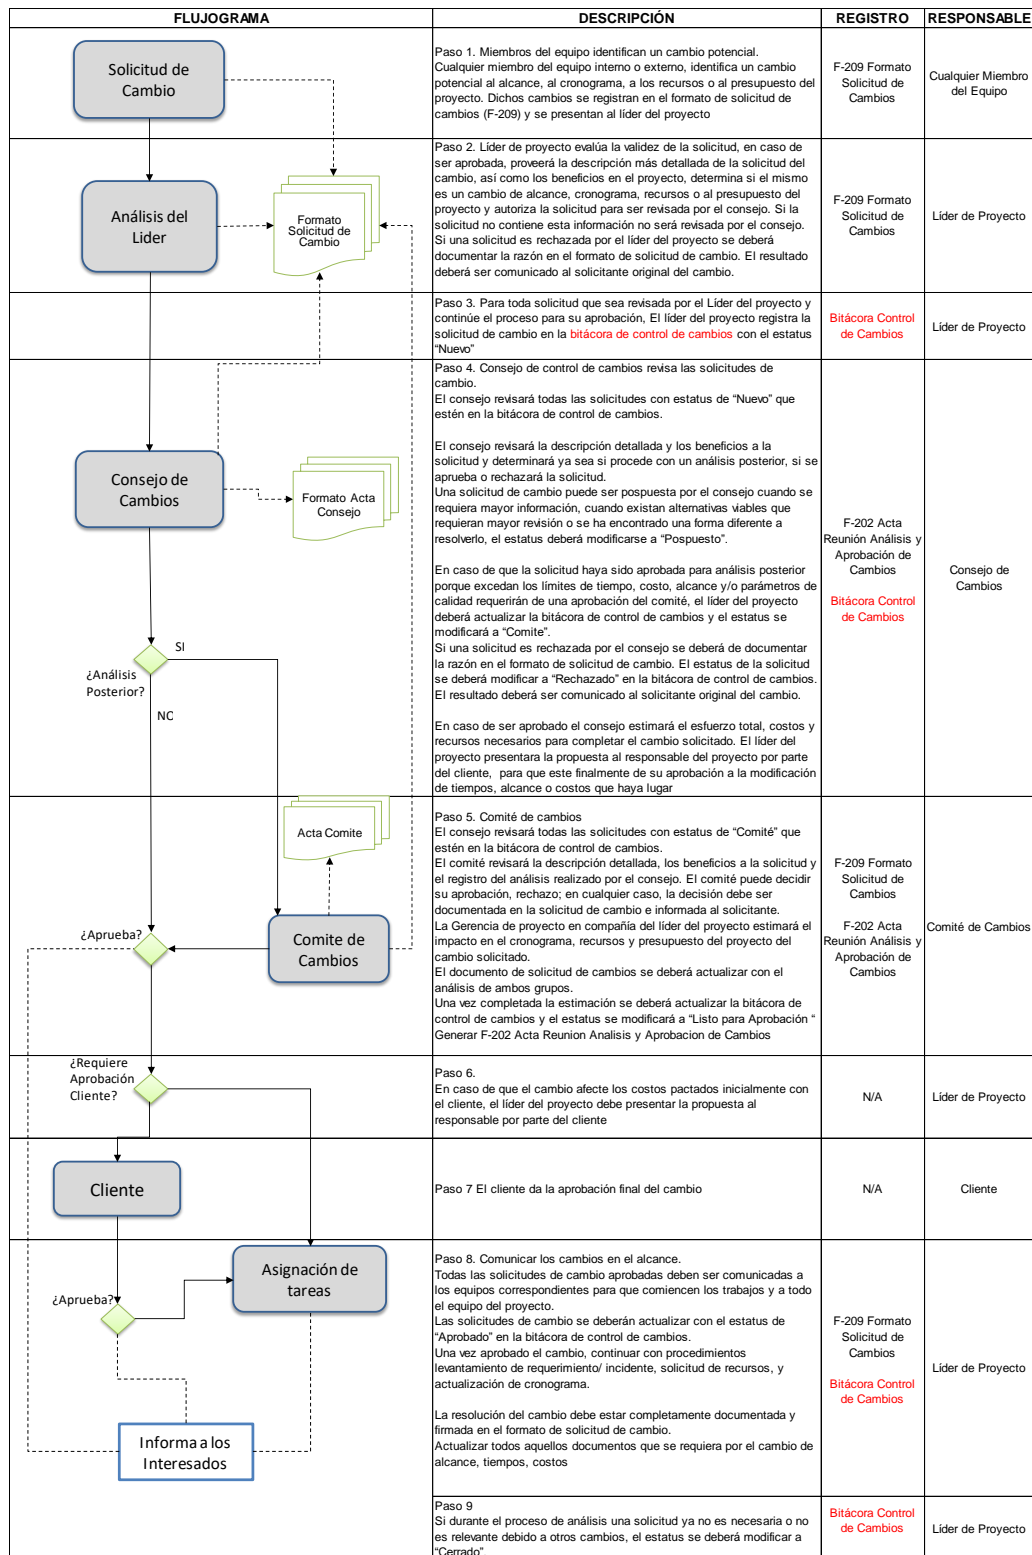 FLUJOGRAMA
DESCRIPCIÓN
REGISTRO
RESPONSABLE
Solicitud de
Cambio
Paso 1. Miembros del equipo identifican un cambio potencial.
Cualquier miembro del equipo interno o externo, identifica un cambio
potencial al alcance, al cronograma, a los recursos o al presupuesto del
proyecto. Dichos cambios se registran en el formato de solicitud de
cambios (F-209) y se presentan al líder del proyecto
F-209 Formato
Solicitud de
Cambios
Cualquier Miembro
del Equipo
Análisis del
Lider
Formato
Solicitud de
Cambio
Paso 2. Líder de proyecto evalúa la validez de la solicitud, en caso de
ser aprobada, proveerá la descripción más detallada de la solicitud del
cambio, así como los beneficios en el proyecto, determina si el mismo
es un cambio de alcance, cronograma, recursos o al presupuesto del
proyecto y autoriza la solicitud para ser revisada por el consejo. Si la
solicitud no contiene esta información no será revisada por el consejo.
Si una solicitud es rechazada por el líder del proyecto se deberá
documentar la razón en el formato de solicitud de cambio. El resultado
deberá ser comunicado al solicitante original del cambio.
F-209 Formato
Solicitud de
Cambios
Líder de Proyecto
Paso 3. Para toda solicitud que sea revisada por el Líder del proyecto y
continúe el proceso para su aprobación, El líder del proyecto registra la
solicitud de cambio en la bitácora de control de cambios con el estatus
“Nuevo”
Bitácora Control
de Cambios
Líder de Proyecto
Consejo de
Cambios
Formato Acta
Consejo
¿Análisis
Posterior?
SI
NO
Paso 4. Consejo de control de cambios revisa las solicitudes de
cambio.
El consejo revisará todas las solicitudes con estatus de “Nuevo” que
estén en la bitácora de control de cambios.
El consejo revisará la descripción detallada y los beneficios a la
solicitud y determinará ya sea si procede con un análisis posterior, si se
aprueba o rechazará la solicitud.
Una solicitud de cambio puede ser pospuesta por el consejo cuando se
requiera mayor información, cuando existan alternativas viables que
requieran mayor revisión o se ha encontrado una forma diferente a
resolverlo, el estatus deberá modificarse a “Pospuesto”.
En caso de que la solicitud haya sido aprobada para análisis posterior
porque excedan los límites de tiempo, costo, alcance y/o parámetros de
calidad requerirán de una aprobación del comité, el líder del proyecto
deberá actualizar la bitácora de control de cambios y el estatus se
modificará a “Comite”.
Si una solicitud es rechazada por el consejo se deberá de documentar
la razón en el formato de solicitud de cambio. El estatus de la solicitud
se deberá modificar a “Rechazado” en la bitácora de control de cambios.
El resultado deberá ser comunicado al solicitante original del cambio.
En caso de ser aprobado el consejo estimará el esfuerzo total, costos y
recursos necesarios para completar el cambio solicitado. El líder del
proyecto presentara la propuesta al responsable del proyecto por parte
del cliente, para que este finalmente de su aprobación a la modificación
de tiempos, alcance o costos que haya lugar
F-202 Acta
Reunión Análisis y
Aprobación de
Cambios
Bitácora Control
de Cambios
Consejo de
Cambios
Acta Comite
¿Aprueba?
Comite de
Cambios
Paso 5. Comité de cambios
El consejo revisará todas las solicitudes con estatus de “Comité” que
estén en la bitácora de control de cambios.
El comité revisará la descripción detallada, los beneficios a la solicitud y
el registro del análisis realizado por el consejo. El comité puede decidir
su aprobación, rechazo; en cualquier caso, la decisión debe ser
documentada en la solicitud de cambio e informada al solicitante.
La Gerencia de proyecto en compañía del líder del proyecto estimará el
impacto en el cronograma, recursos y presupuesto del proyecto del
cambio solicitado.
El documento de solicitud de cambios se deberá actualizar con el
análisis de ambos grupos.
Una vez completada la estimación se deberá actualizar la bitácora de
control de cambios y el estatus se modificará a “Listo para Aprobación “
Generar F-202 Acta Reunion Analisis y Aprobacion de Cambios
F-209 Formato
Solicitud de
Cambios
F-202 Acta
Reunión Análisis y
Aprobación de
Cambios
Comité de Cambios
¿Requiere
Aprobación
Cliente?
Paso 6.
En caso de que el cambio afecte los costos pactados inicialmente con
el cliente, el líder del proyecto debe presentar la propuesta al
responsable por parte del cliente
N/A
Líder de Proyecto
Cliente
Paso 7 El cliente da la aprobación final del cambio
N/A
Cliente
Asignación de
tareas
¿Aprueba?
Informa a los
Interesados
Paso 8. Comunicar los cambios en el alcance.
Todas las solicitudes de cambio aprobadas deben ser comunicadas a
los equipos correspondientes para que comiencen los trabajos y a todo
el equipo del proyecto.
Las solicitudes de cambio se deberán actualizar con el estatus de
“Aprobado” en la bitácora de control de cambios.
Una vez aprobado el cambio, continuar con procedimientos
levantamiento de requerimiento/ incidente, solicitud de recursos, y
actualización de cronograma.
La resolución del cambio debe estar completamente documentada y
firmada en el formato de solicitud de cambio.
Actualizar todos aquellos documentos que se requiera por el cambio de
alcance, tiempos, costos
F-209 Formato
Solicitud de
Cambios
Bitácora Control
de Cambios
Líder de Proyecto
Paso 9
Si durante el proceso de análisis una solicitud ya no es necesaria o no
es relevante debido a otros cambios, el estatus se deberá modificar a
“Cerrado”
Bitácora Control
de Cambios
Líder de Proyecto